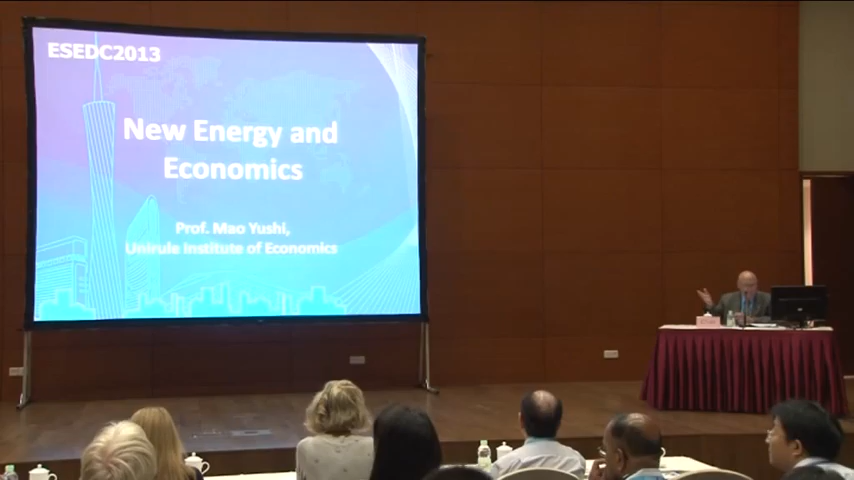 ESEDC2013
New Energy and
Economics
Prof. Mao Yushi,
Unirule institute of Economics